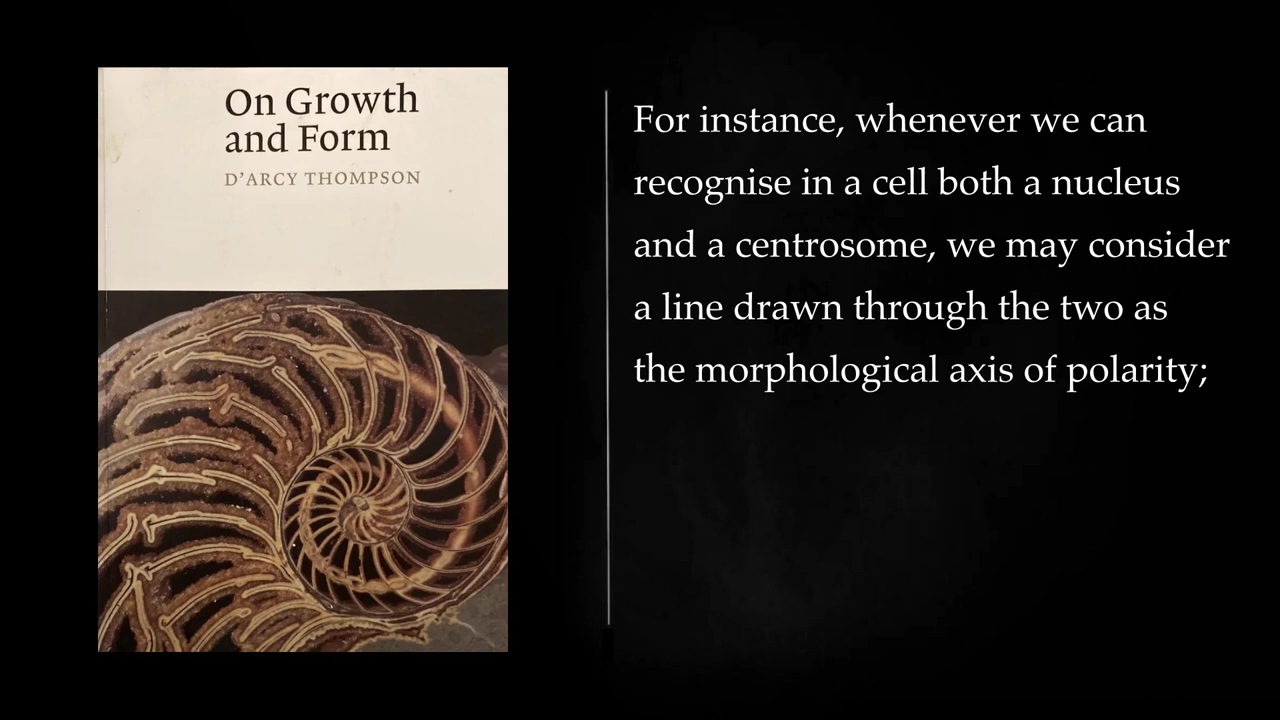 On Growth
and Form
D'ARCY THOMPSON
For instance, whenever we can
recognise in a cell both a nucleus
and a centrosome, we may consider
a line drawn through the two as
the morphological axis of polarity;